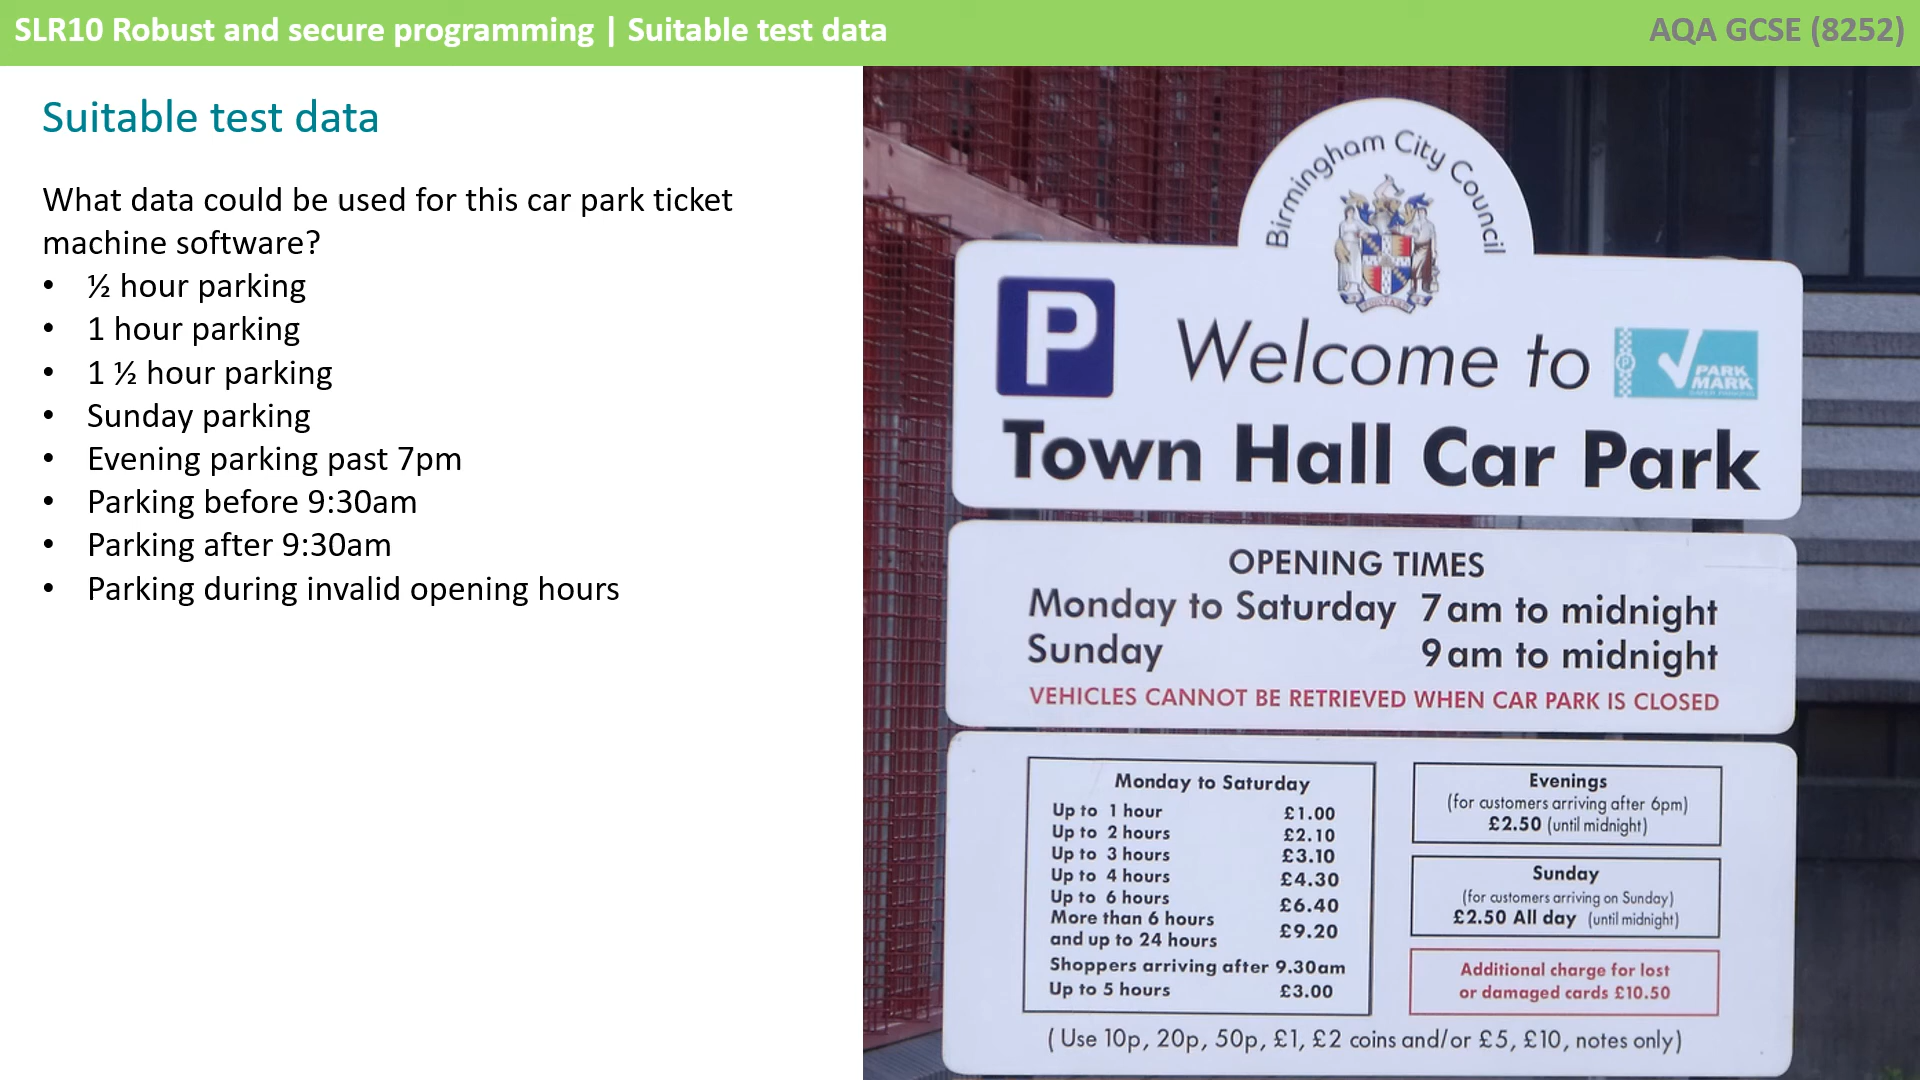 SLR10 Robust and secure programming | Suitable test data
AQA GCSE (8252)
Suitable test data
What data could be used for this car park ticket
machine software?
• ½ hour parking
• 1 hour parking
• 1 ½ hour parking
• Sunday parking
• Evening parking past 7pm
• Parking before 9:30am
• Parking after 9:30am
• Parking during invalid opening hours
Birmingham City Council
P
Welcome to
PARK
MARK
Town Hall Car Park
OPENING TIMES
Monday to Saturday 7am to midnight
Sunday 9am to midnight
VEHICLES CANNOT BE RETRIEVED WHEN CAR PARK IS CLOSED
Monday to Saturday
Up to 1 hour £1.00
Up to 2 hours £2.10
Up to 3 hours £3.10
Up to 4 hours £4.30
Up to 6 hours £6.40
More than 6 hours
and up to 24 hours £9.20
Shoppers arriving after 9.30am
Up to 5 hours £3.00
Evenings
(for customers arriving after 6pm)
£2.50 (until midnight)
Sunday
(for customers arriving on Sunday)
£2.50 All day (until midnight)
Additional charge for lost
or damaged cards £10.50
( Use 10p, 20p, 50p, £1, £2 coins and/or £5, £10, notes only)